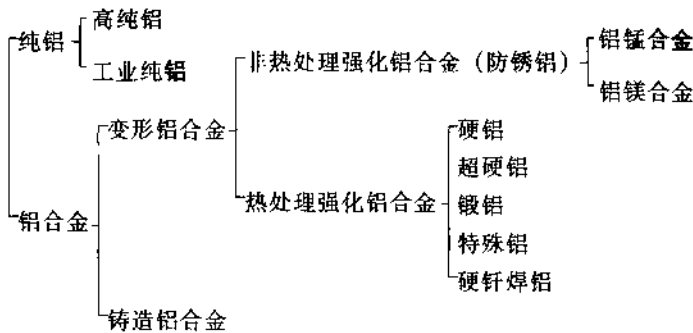 纯铝
高纯铝
工业纯铝
铝合金
变形铝合金
非热处理强化铝合金（防锈铝）
铝锰合金
铝镁合金
热处理强化铝合金
硬铝
超硬铝
锻铝
特殊铝
硬钎焊铝
铸造铝合金